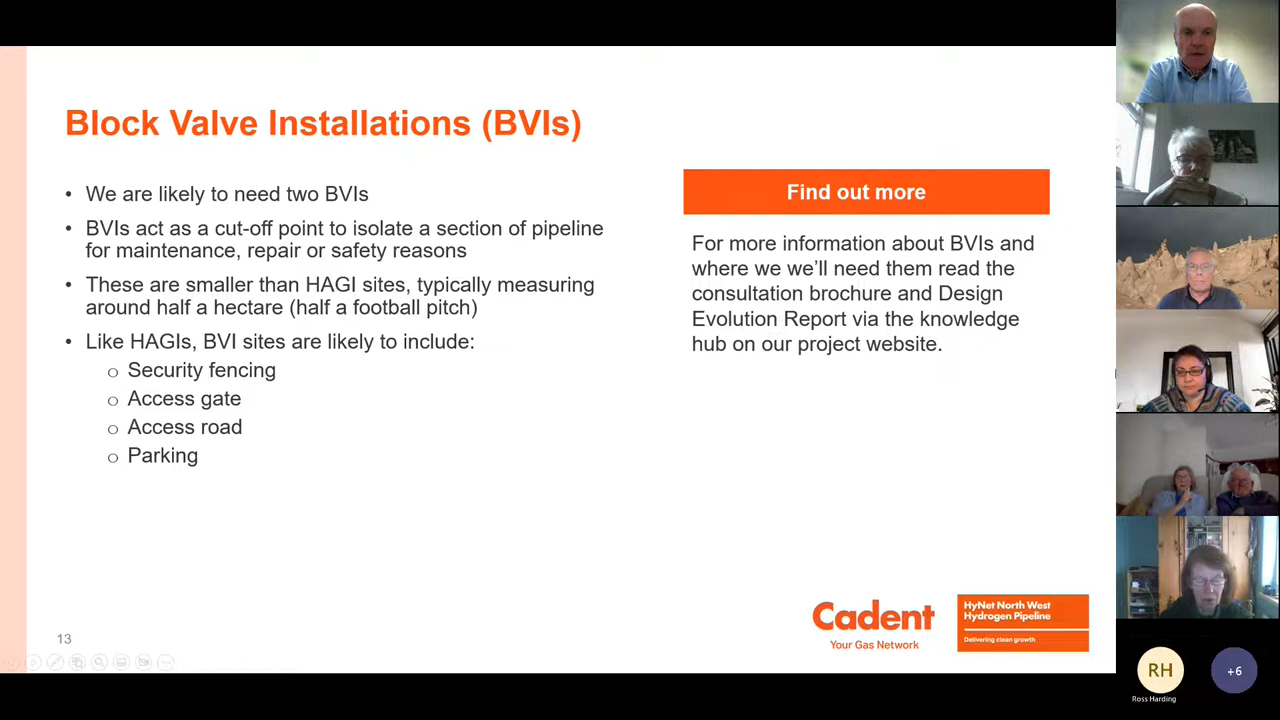 Block Valve Installations (BVIs)
• We are likely to need two BVIs
• BVIs act as a cut-off point to isolate a section of pipeline
for maintenance, repair or safety reasons
• These are smaller than HAGI sites, typically measuring
around half a hectare (half a football pitch)
• Like HAGIs, BVI sites are likely to include:
o Security fencing
o Access gate
o Access road
o Parking
Find out more
For more information about BVIs and
where we we’ll need them read the
consultation brochure and Design
Evolution Report via the knowledge
hub on our project website.
13
Cadent
Your Gas Network
HyNet North West
Hydrogen Pipeline
Delivering clean growth
RH
Ross Harding
+6